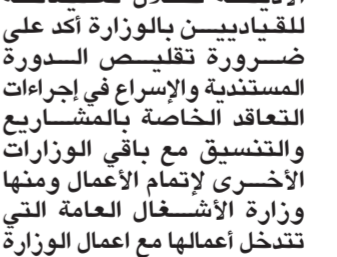 للقياديين بالوزارة أكد على
ضرورة تقليص الدورة
المستندية والإسراع في إجراءات
التعاقد الخاصة بالمشاريع
والتنسيق مع باقي الوزارات
الأخرى لإتمام الأعمال ومنها
وزارة الأشغال العامة التي
تتدخل أعمالها مع اعمال الوزارة